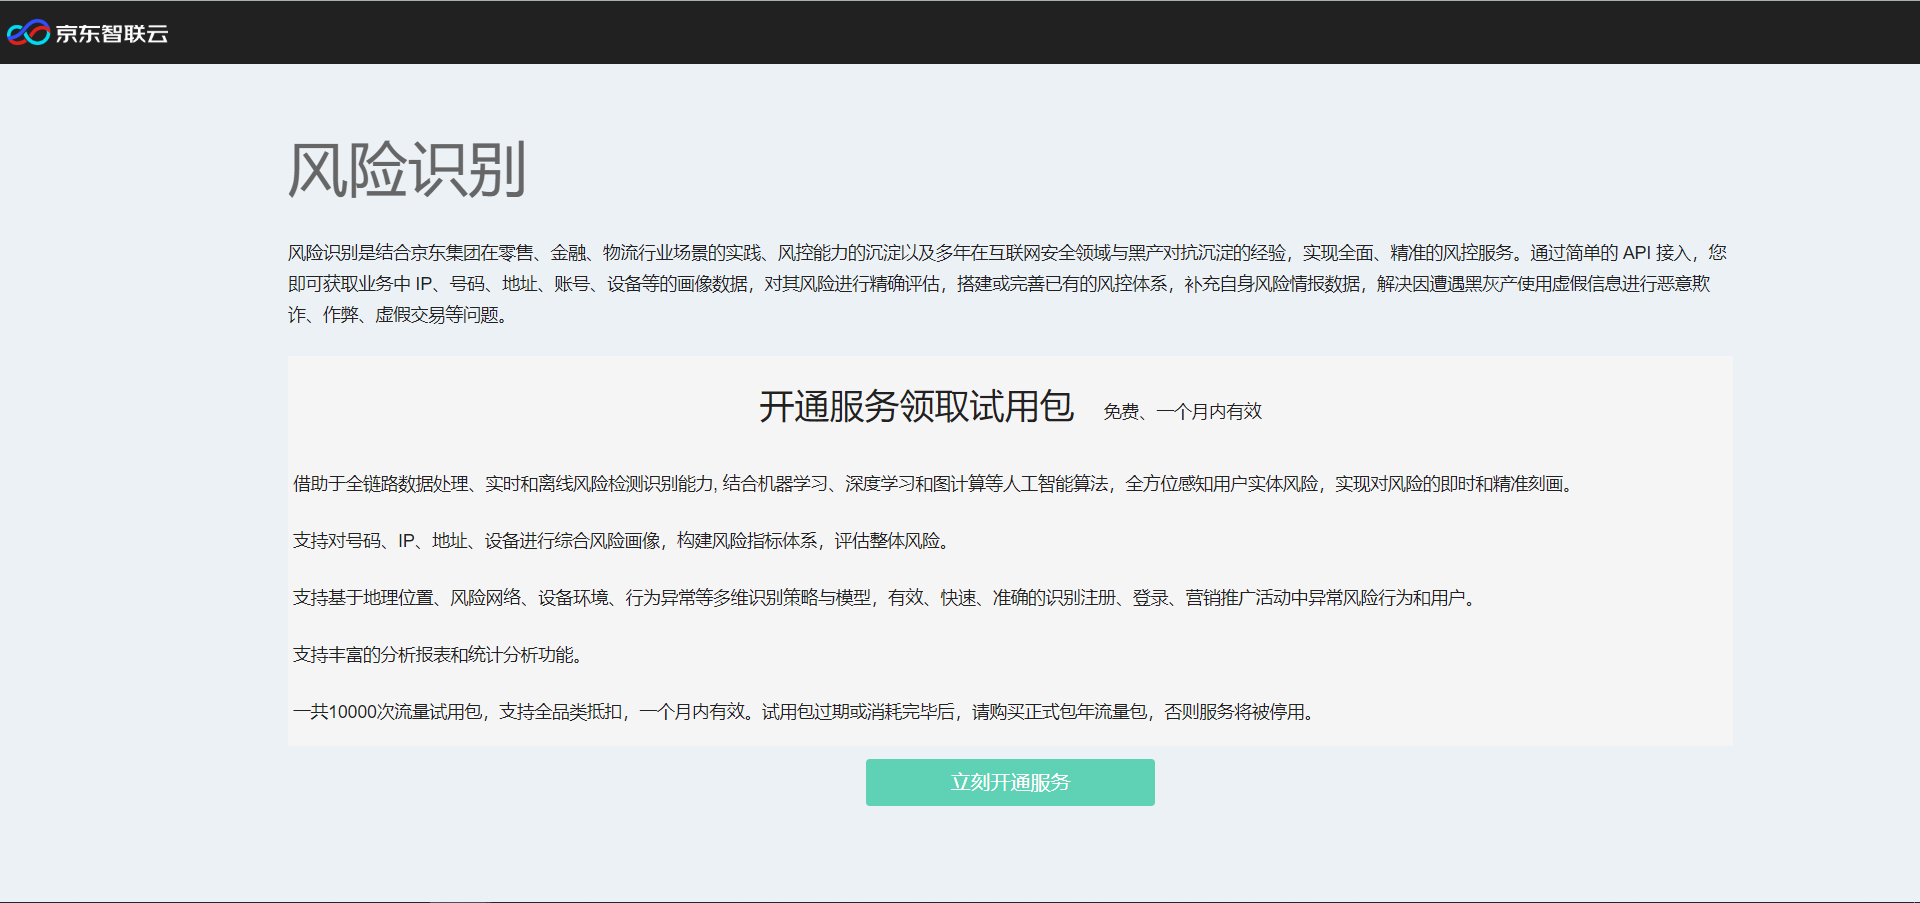 京东智联云
风险识别
风险识别是结合京东集团在零售、金融、物流行业场景的实践、风控能力的沉淀以及多年在互联网安全领域与黑产对抗沉淀的经验，实现全面、精准的风控服务。通过简单的 API 接入，您
即可获取业务中 IP、号码、地址、账号、设备等的画像数据，对其风险进行精确评估，搭建或完善已有的风控体系，补充自身风险情报数据，解决因遭遇黑灰产使用虚假信息进行恶意欺
诈、作弊、虚假交易等问题。
开通服务领取试用包 免费、一个月内有效
借助于全链路数据处理、实时和离线风险检测识别能力, 结合机器学习、深度学习和图计算等人工智能算法，全方位感知用户实体风险，实现对风险的即时和精准刻画。
支持对号码、IP、地址、设备进行综合风险画像，构建风险指标体系，评估整体风险。
支持基于地理位置、风险网络、设备环境、行为异常等多维识别策略与模型，有效、快速、准确的识别注册、登录、营销推广活动中异常风险行为和用户。
支持丰富的分析报表和统计分析功能。
一共10000次流量试用包，支持全品类抵扣，一个月内有效。试用包过期或消耗完毕后，请购买正式包年流量包，否则服务将被停用。
立刻开通服务